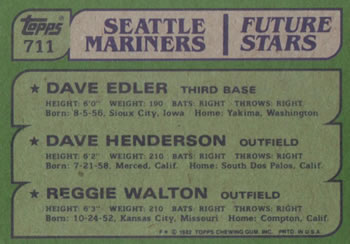 Topps
711
SEATTLE MARINERS
FUTURE STARS
★ DAVE EDLER THIRD BASE
HEIGHT: 6'0" WEIGHT: 190 BATS: RIGHT THROWS: RIGHT
Born: 8-5-56, Sioux City, Iowa Home: Yakima, Washington
★ DAVE HENDERSON OUTFIELD
HEIGHT: 6'2" WEIGHT: 210 BATS: RIGHT THROWS: RIGHT
Born: 7-21-58, Merced, Calif. Home: South Dos Palos, Calif.
★ REGGIE WALTON OUTFIELD
HEIGHT: 6'3" WEIGHT: 210 BATS: RIGHT THROWS: RIGHT
Born: 10-24-52, Kansas City, Missouri Home: Compton, Calif.
© 1982 TOPPS CHEWING GUM, INC. PRTD. IN U.S.A.